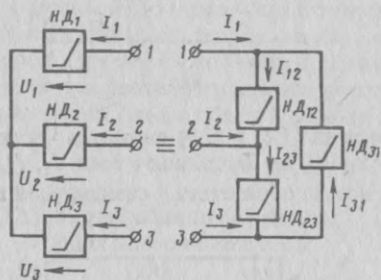 НД1 I1 1 1 I1
U1 I12
НД2 I2 2 ≡ 2 I2 НД12 НД31
U2 I23
НД3 I3 3 3 I3 НД23 I31
U3